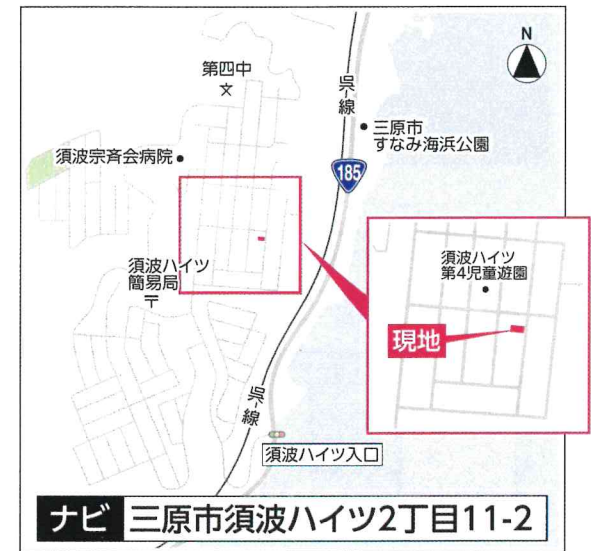 N
第四中
呉線
三原市
すなみ海浜公園
須波宗斉会病院
185
須波ハイツ
簡易局
〒
須波ハイツ
第4児童遊園
現地
呉線
須波ハイツ入口
ナビ 三原市須波ハイツ2丁目11-2